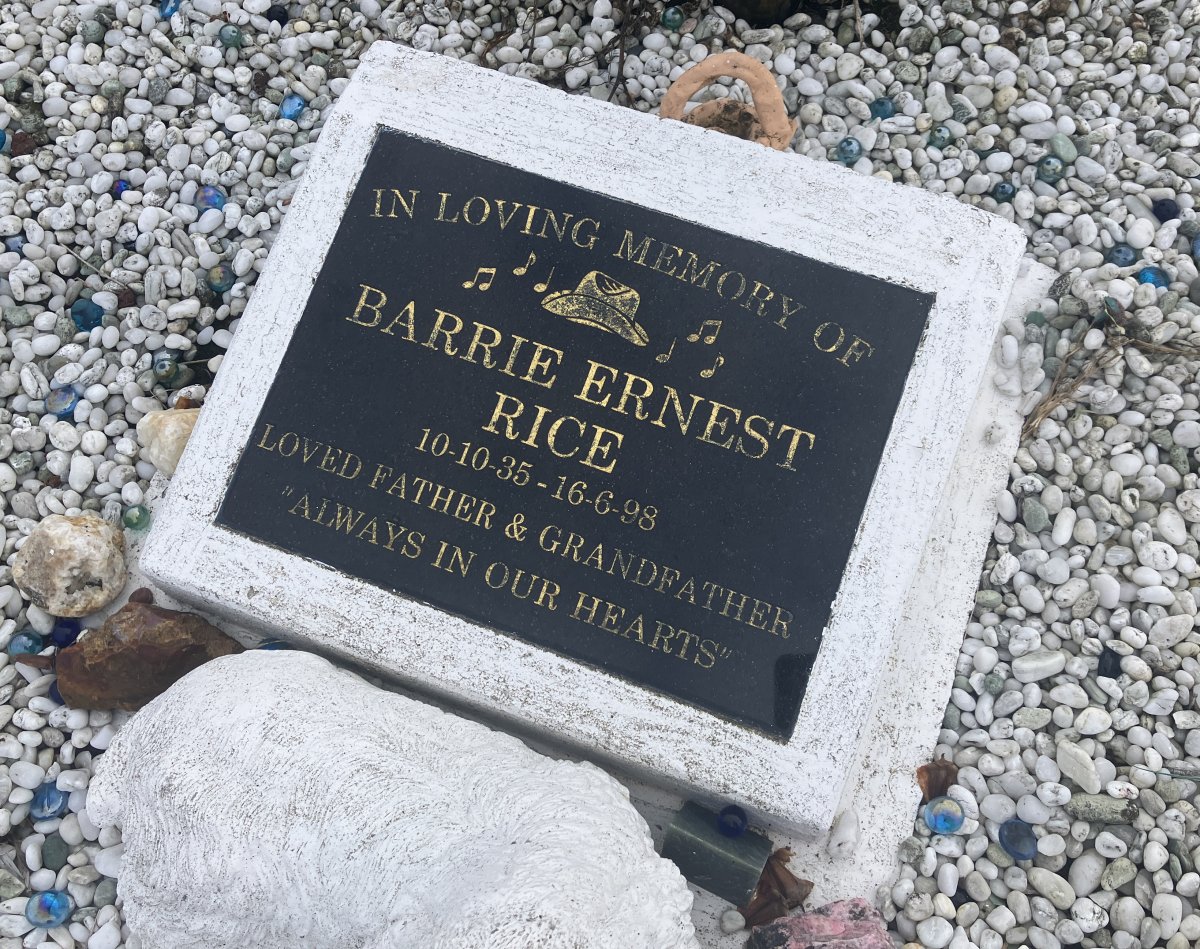 IN LOVING MEMORY OF
BARRIE ERNEST
RICE
10-10-35 - 16-6-98
LOVED FATHER & GRANDFATHER
"ALWAYS IN OUR HEARTS"